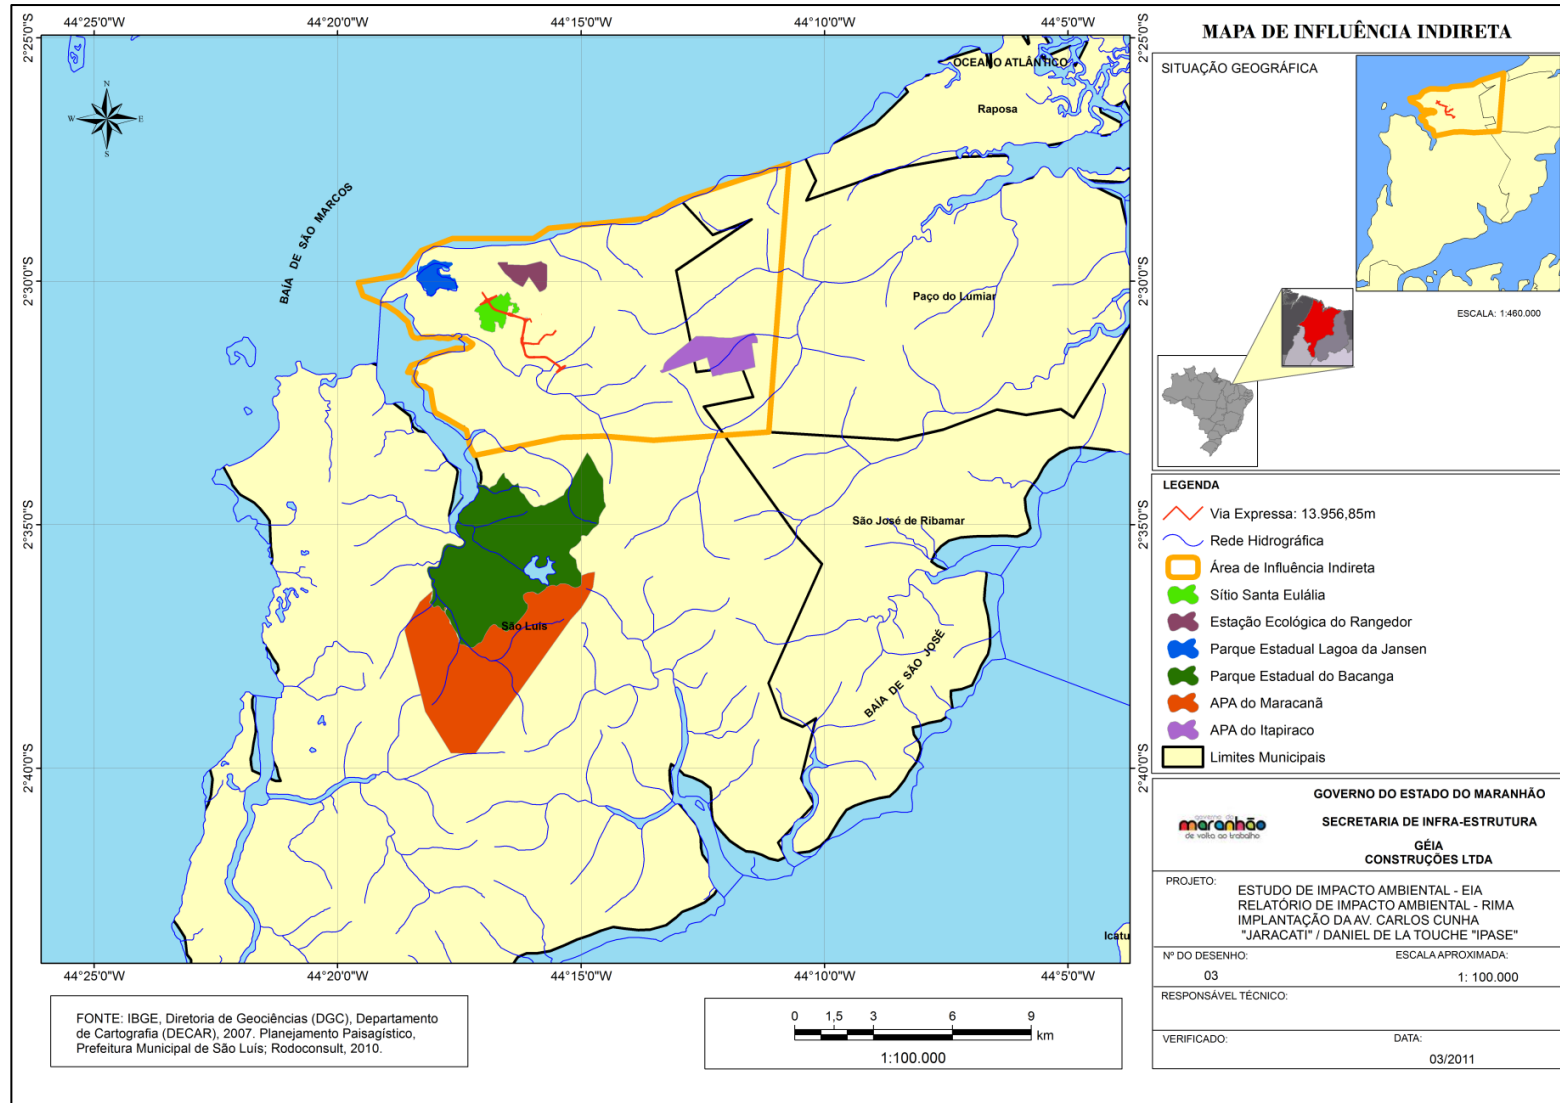 44°25'0"W
44°20'0"W
44°15'0"W
44°10'0"W
44°5'0"W
2°25'0"S
2°25'0"S
N
W
E
S
OCEANO ATLÂNTICO
Raposa
BAÍA DE SÃO MARCOS
2°30'0"S
2°30'0"S
Paço do Lumiar
2°35'0"S
2°35'0"S
São José de Ribamar
São Luís
BAÍA DE SÃO JOSÉ
2°40'0"S
2°40'0"S
Icatu
44°25'0"W
44°20'0"W
44°15'0"W
44°10'0"W
44°5'0"W
FONTE: IBGE, Diretoria de Geociências (DGC), Departamento
de Cartografia (DECAR), 2007. Planejamento Paisagístico,
Prefeitura Municipal de São Luís; Rodoconsult, 2010.
0 1,5 3 6 9
km
1:100.000
MAPA DE INFLUÊNCIA INDIRETA
SITUAÇÃO GEOGRÁFICA
ESCALA: 1:460.000
LEGENDA
Via Expressa: 13.956,85m
Rede Hidrográfica
Área de Influência Indireta
Sítio Santa Eulália
Estação Ecológica do Rangedor
Parque Estadual Lagoa da Jansen
Parque Estadual do Bacanga
APA do Maracanã
APA do Itapiraco
Limites Municipais
governo do
maranhão
de volta ao trabalho
GOVERNO DO ESTADO DO MARANHÃO
SECRETARIA DE INFRA-ESTRUTURA
GÉIA
CONSTRUÇÕES LTDA
PROJETO:
ESTUDO DE IMPACTO AMBIENTAL - EIA
RELATÓRIO DE IMPACTO AMBIENTAL - RIMA
IMPLANTAÇÃO DA AV. CARLOS CUNHA
"JARACATI" / DANIEL DE LA TOUCHE "IPASE"
Nº DO DESENHO:
03
ESCALA APROXIMADA:
1: 100.000
RESPONSÁVEL TÉCNICO:
VERIFICADO:
DATA:
03/2011